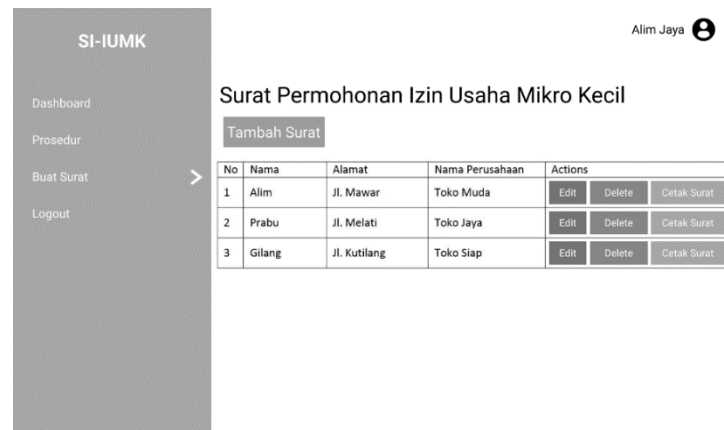 SI-IUMK
Alim Jaya
Dashboard
Prosedur
Buat Surat
Logout
Surat Permohonan Izin Usaha Mikro Kecil
Tambah Surat
No Nama Alamat Nama Perusahaan Actions
1 Alim Jl. Mawar Toko Muda Edit Delete Cetak Surat
2 Prabu Jl. Melati Toko Jaya Edit Delete Cetak Surat
3 Gilang Jl. Kutilang Toko Siap Edit Delete Cetak Surat